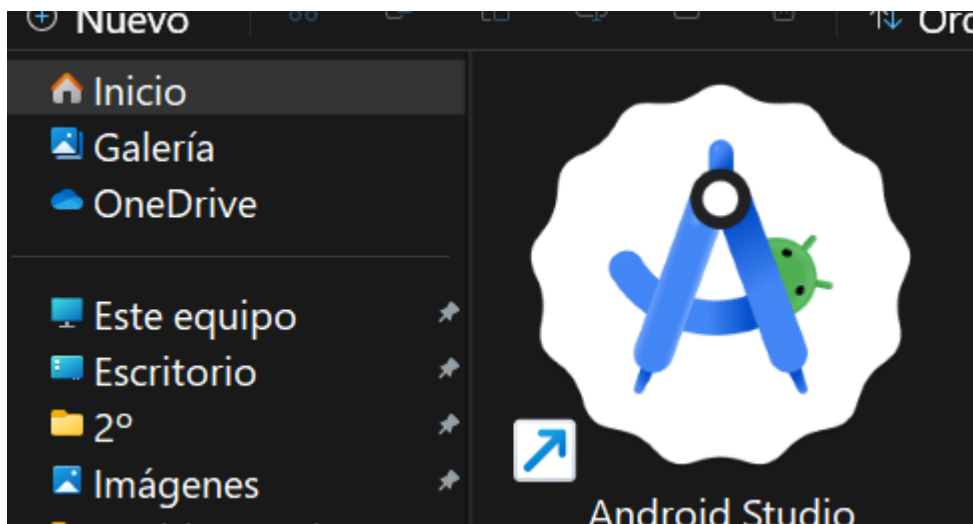 Nuevo
Inicio
Galería
OneDrive
Este equipo
Escritorio
2º
Imágenes
Android Studio